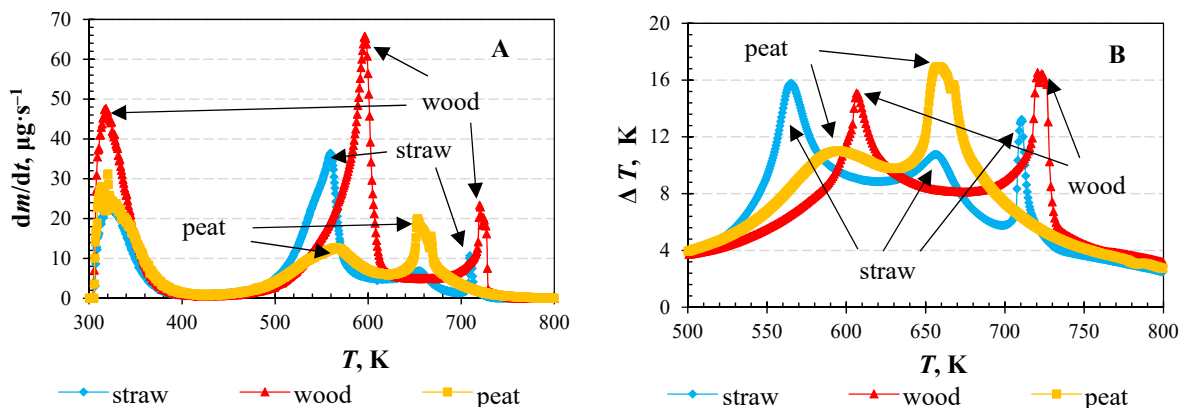 A
dm/dt, µg·s⁻¹
70
60
50
40
30
20
10
0
wood
straw
peat
300 400 500 600 700 800
T, K
straw wood peat
B
Δ T, K
20
16
12
8
4
0
peat
wood
straw
500 550 600 650 700 750 800
T, K
straw wood peat